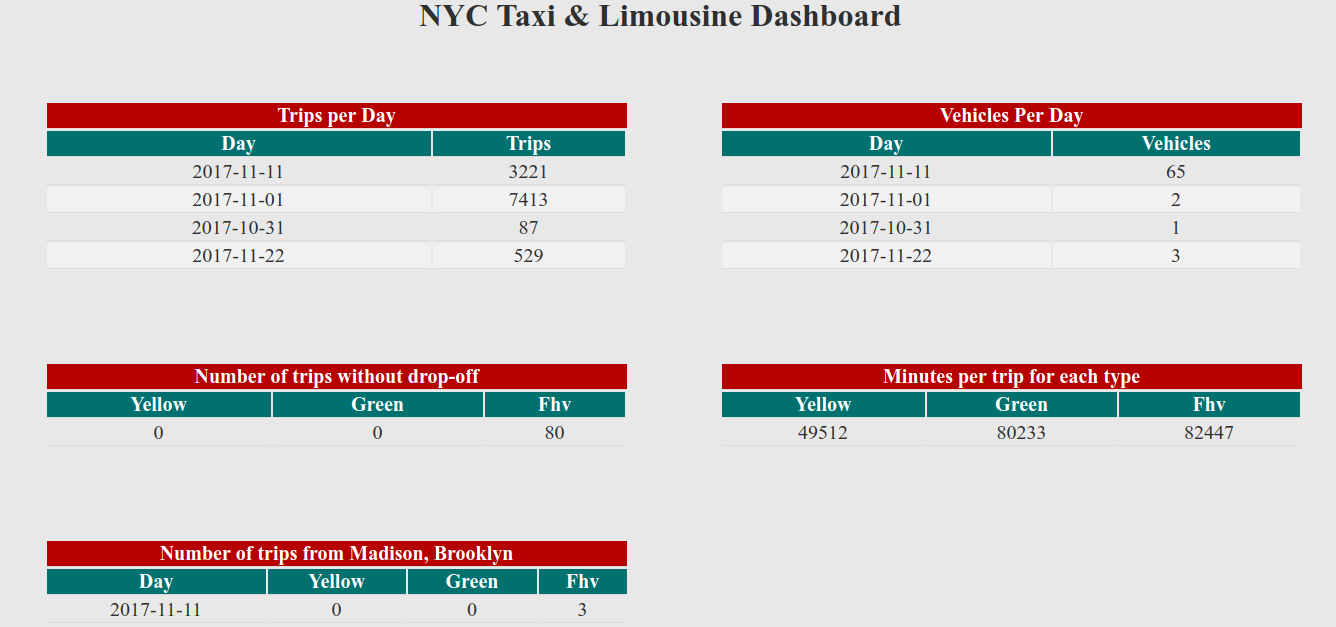 NYC Taxi & Limousine Dashboard
Trips per Day
Day Trips
2017-11-11 3221
2017-11-01 7413
2017-10-31 87
2017-11-22 529
Vehicles Per Day
Day Vehicles
2017-11-11 65
2017-11-01 2
2017-10-31 1
2017-11-22 3
Number of trips without drop-off
Yellow Green Fhv
0 0 80
Minutes per trip for each type
Yellow Green Fhv
49512 80233 82447
Number of trips from Madison, Brooklyn
Day Yellow Green Fhv
2017-11-11 0 0 3